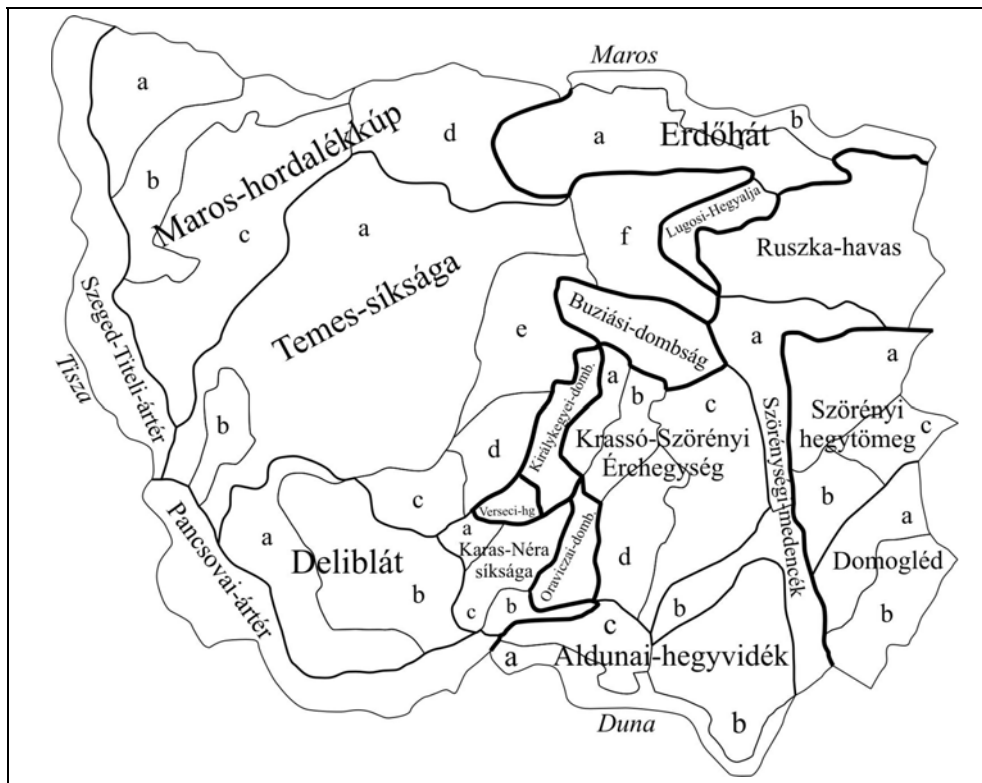 Maros
a
b
Maros-hordalékkúp
d
a
Erdőhát
b
c
a
f
Lugosi-Hegyalja
Ruszka-havas
Temes-síksága
Szeged-Titeli-ártér
Tisza
e
Buziási-dombság
a
a
b
d
Királykegyei-domb.
a
b
c
Krassó-Szörényi
Érchegység
Szörénységi-medencék
Szörényi
hegytömeg
c
b
a
Domogléd
b
c
Verseci-hg
Pancsovai-ártér
a
Deliblát
b
a
Karas-Néra
síksága
c
b
Oraviczai-domb.
d
b
a
c
Aldunai-hegyvidék
b
Duna